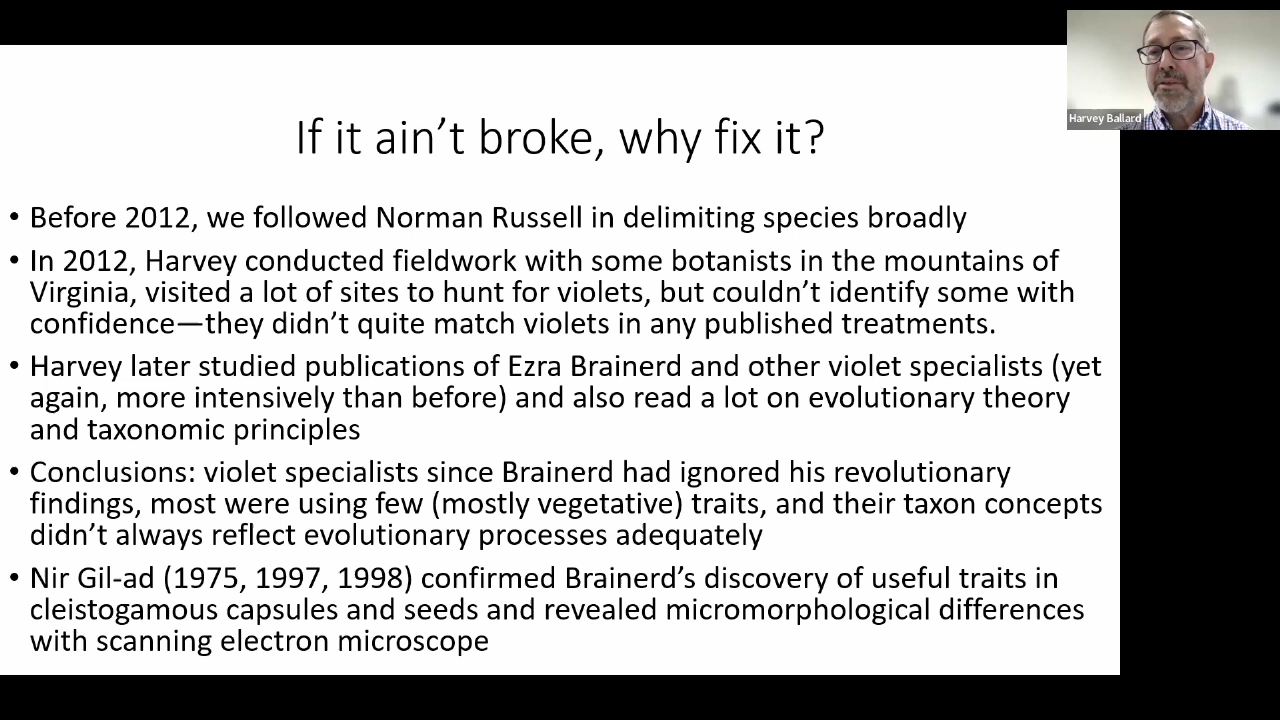 Harvey Ballard
If it ain’t broke, why fix it?
• Before 2012, we followed Norman Russell in delimiting species broadly
• In 2012, Harvey conducted fieldwork with some botanists in the mountains of
Virginia, visited a lot of sites to hunt for violets, but couldn’t identify some with
confidence—they didn’t quite match violets in any published treatments.
• Harvey later studied publications of Ezra Brainerd and other violet specialists (yet
again, more intensively than before) and also read a lot on evolutionary theory
and taxonomic principles
• Conclusions: violet specialists since Brainerd had ignored his revolutionary
findings, most were using few (mostly vegetative) traits, and their taxon concepts
didn’t always reflect evolutionary processes adequately
• Nir Gil-ad (1975, 1997, 1998) confirmed Brainerd’s discovery of useful traits in
cleistogamous capsules and seeds and revealed micromorphological differences
with scanning electron microscope